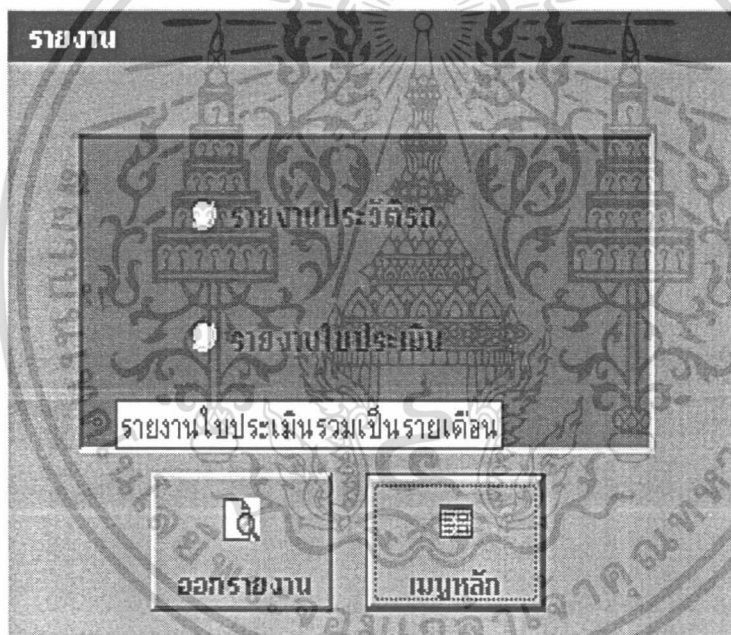 รายงาน
รายงานประวัติรถ
รายงานใบประเมิน
รายงานใบประเมินรวมเป็นรายเดือน
ออกรายงาน เมนูหลัก